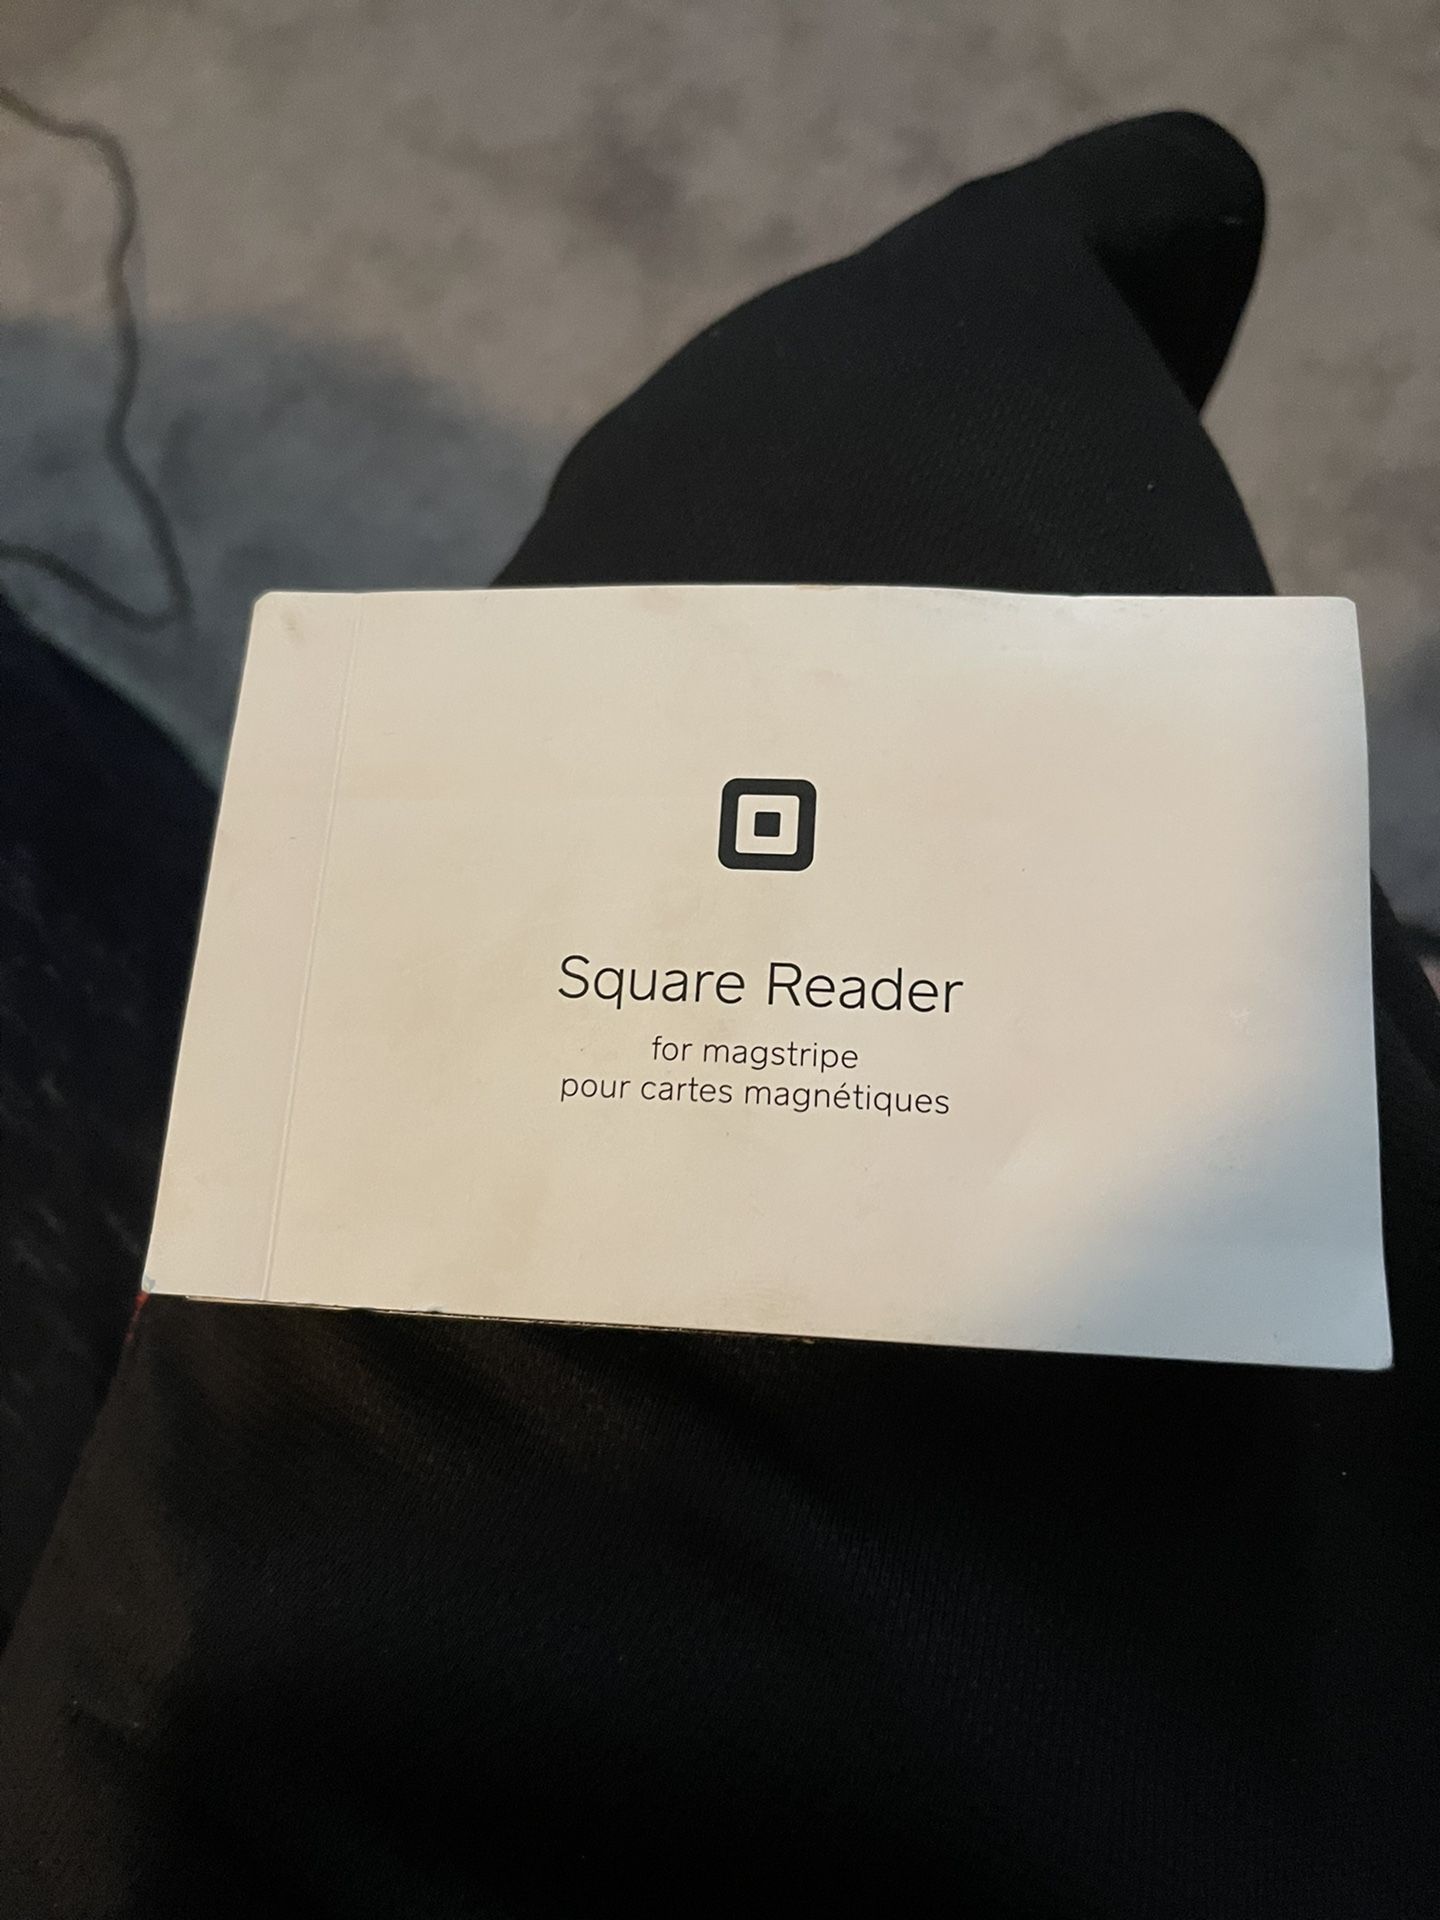 Square Reader
for magstripe
pour cartes magnétiques